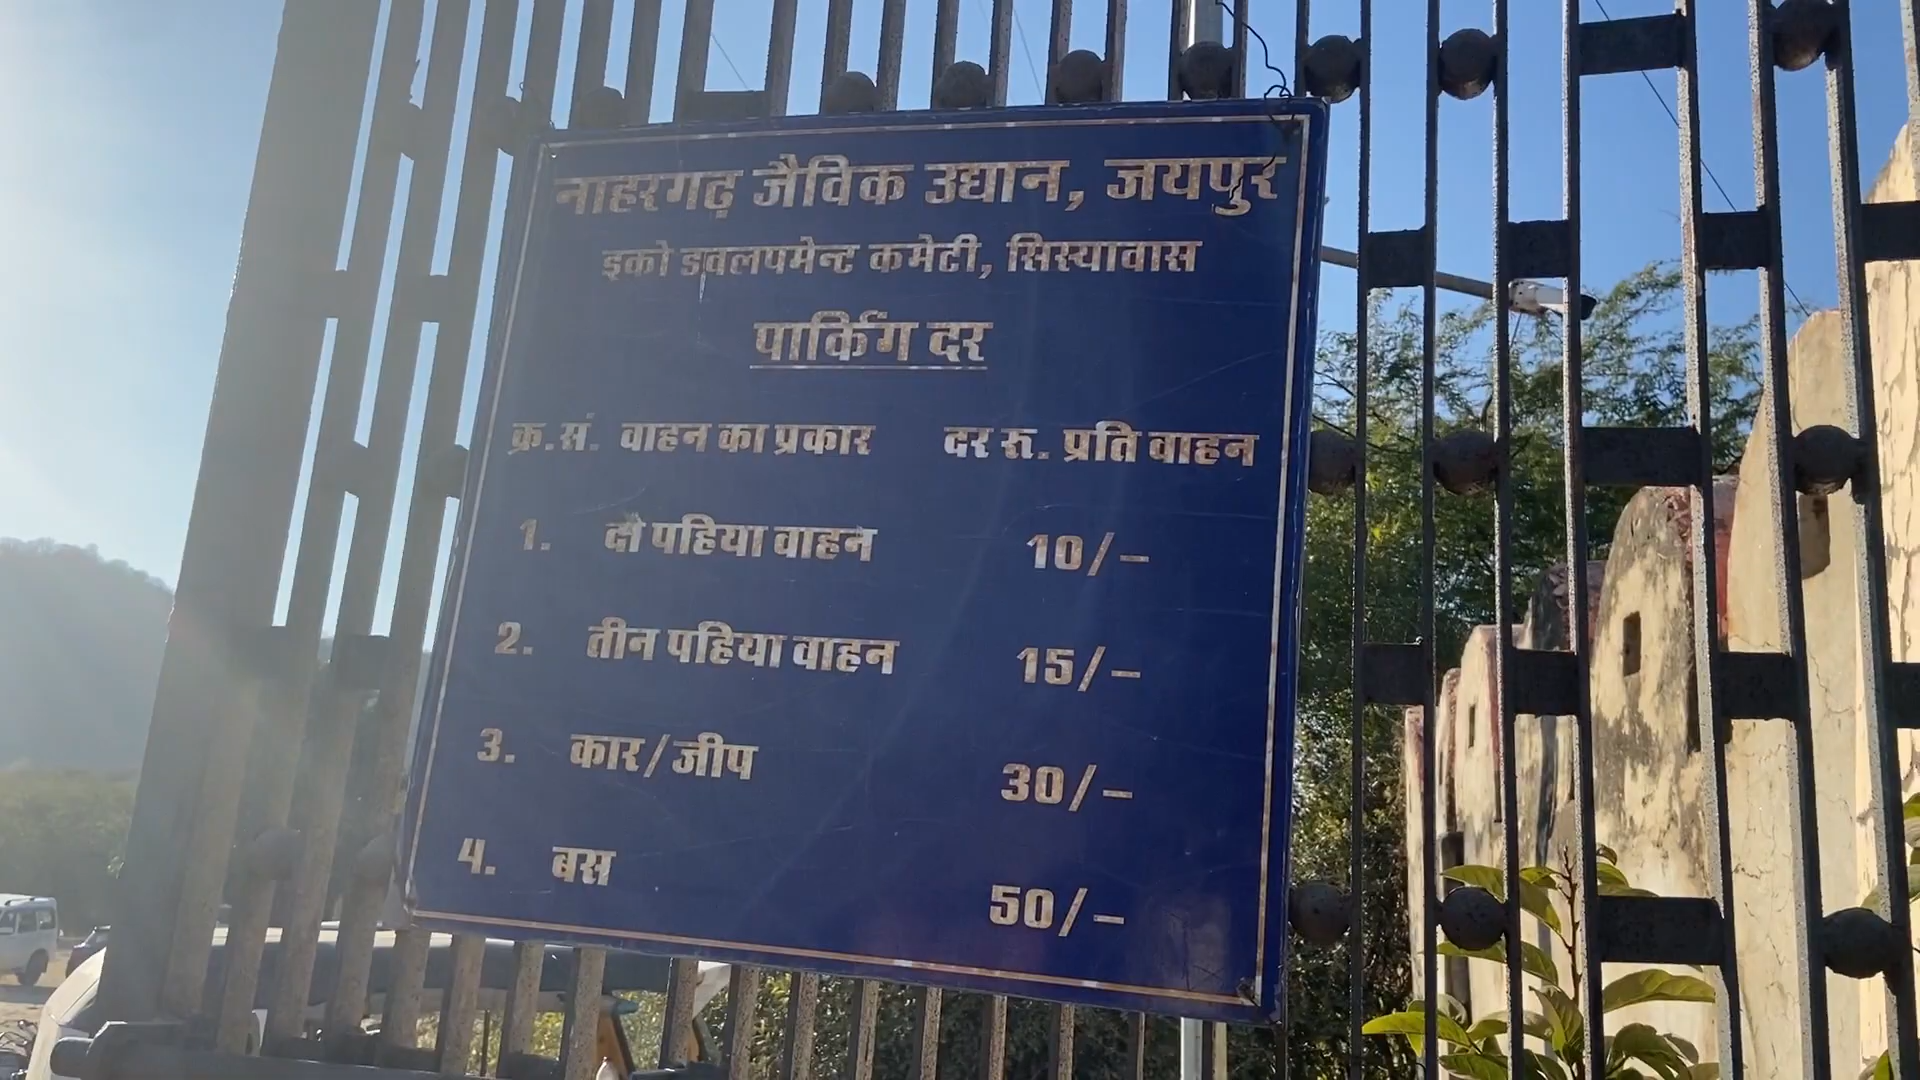 नाहरगढ़ जैविक उद्यान, जयपुर
इको डवलपमेन्ट कमेटी, सिस्यावास
पार्किंग दर
क्र.सं. वाहन का प्रकार दर रू. प्रति वाहन
1. दो पहिया वाहन 10/–
2. तीन पहिया वाहन 15/–
3. कार/जीप 30/–
4. बस 50/–